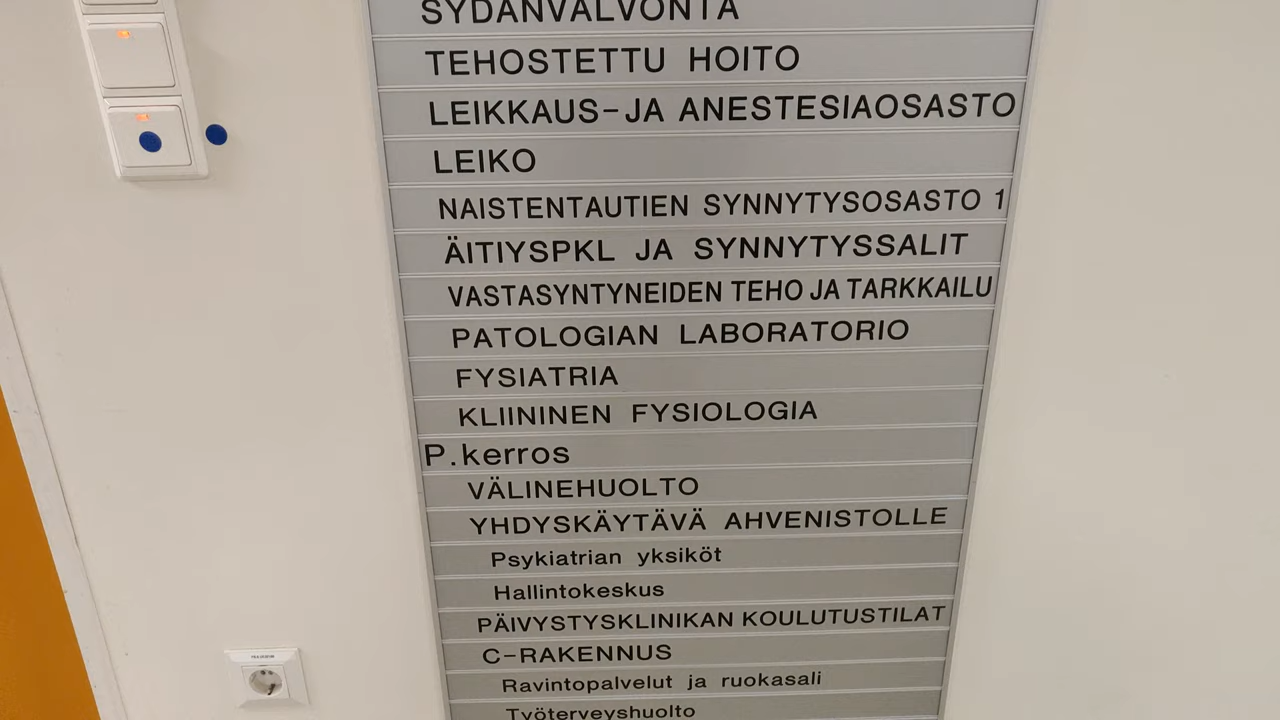 SYDÄNVALVONTA
TEHOSTETTU HOITO
LEIKKAUS-JA ANESTESIAOSASTO
LEIKO
NAISTENTAUTIEN SYNNYTYSOSASTO 1
ÄITIYSPKL JA SYNNYTYSSALIT
VASTASYNTYNEIDEN TEHO JA TARKKAILU
PATOLOGIAN LABORATORIO
FYSIATRIA
KLIININEN FYSIOLOGIA
P.kerros
VÄLINEHUOLTO
YHDYSKÄYTÄVÄ AHVENISTOLLE
Psykiatrian yksiköt
Hallintokeskus
PÄIVYSTYSKLINIKAN KOULUTUSTILAT
C-RAKENNUS
Ravintopalvelut ja ruokasali
Työterveyshuolto